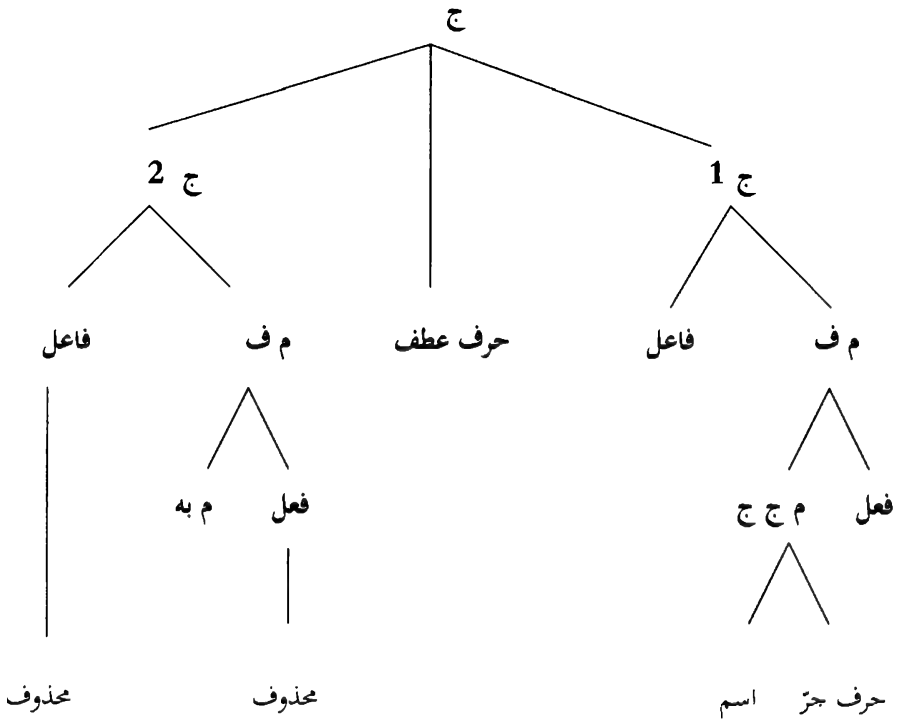 ج
ج 1 ج 2
م ف فاعل حرف عطف م ف فاعل
فعل م ج ج فعل م به
حرف جرّ اسم محذوف محذوف